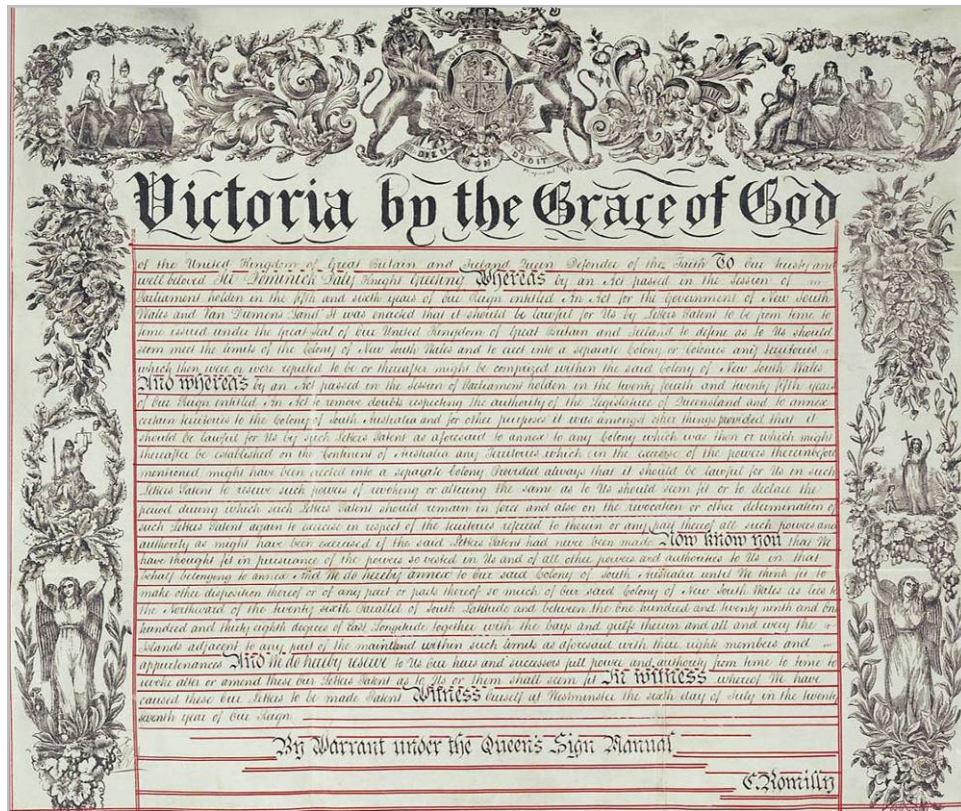 DIEU ET MON DROIT
Victoria by the Grace of God
of the United Kingdom of Great Britain and Ireland Queen Defender of the Faith To Our trusty and
well beloved Sir Dominick Daly Knight Greeting Whereas by an Act passed in the Session of
Parliament holden in the fifth and sixth years of Our Reign entitled An Act for the Government of New South
Wales and Van Diemens Land It was enacted that it should be lawful for Us by Letters Patent to be from time to
time issued under the Great Seal of Our United Kingdom of Great Britain and Ireland to define as to Us should
seem meet the limits of the Colony of New South Wales and to erect into a separate Colony or Colonies any territories
which then were or were reputed to be or thereafter might be comprized within the said Colony of New South Wales
And whereas by an Act passed in the Session of Parliament holden in the twenty fourth and twenty fifth years
of Our Reign entitled An Act to remove doubts respecting the authority of the Legislature of Queensland and to annex
certain territories to the Colony of South Australia and for other purposes it was amongst other things provided that it
should be lawful for Us by such Letters Patent as aforesaid to annex to any Colony which was then or which might
thereafter be established on the Continent of Australia any Territories which (in the exercise of the powers thereinbefore
mentioned might have been erected into a separate Colony Provided always that it should be lawful for Us in such
Letters Patent to reserve such powers of revoking or altering the same as to Us should seem fit or to declare the
period during which such Letters Patent should remain in force and also on the revocation or other determination of
such Letters Patent again to exercise in respect of the territories referred to therein or any part thereof all such powers and
authority as might have been exercised if the said Letters Patent had never been made Now know you that We
have thought fit in pursuance of the powers so vested in Us and of all other powers and authorities to Us in that
behalf belonging to annex And We do hereby annex to Our said Colony of South Australia until We think fit to
make other disposition thereof or of any part or parts thereof so much of Our said Colony of New South Wales as lies to
the Northward of the twenty sixth Parallel of South Latitude and between the one hundred and twenty ninth and one
hundred and thirty eighth degrees of East Longitude together with the bays and gulfs therein and all and every the
Islands adjacent to any part of the mainland within such limits as aforesaid with their rights members and
appurtenances And We do hereby reserve to Us Our heirs and successors full power and authority from time to time to
revoke alter or amend these Our Letters Patent as to Us or them shall seem fit In witness whereof We have
caused these Our Letters to be made Patent Witness Ourself at Westminster the sixth day of July in the twenty
seventh year of Our Reign
By Warrant under the Queen's Sign Manual
C. Romilly